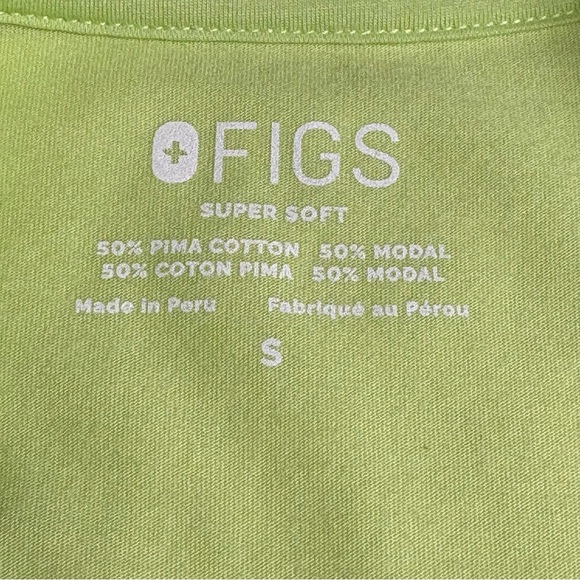 FIGS
SUPER SOFT
50% PIMA COTTON 50% MODAL
50% COTON PIMA 50% MODAL
Made in Peru Fabriqué au Pérou
S